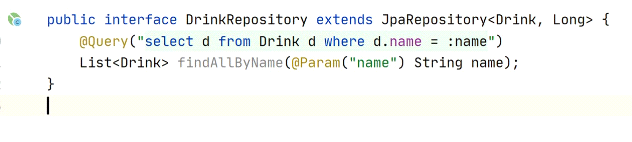 public interface DrinkRepository extends JpaRepository<Drink, Long> {
    @Query("select d from Drink d where d.name = :name")
    List<Drink> findAllByName(@Param("name") String name);
}